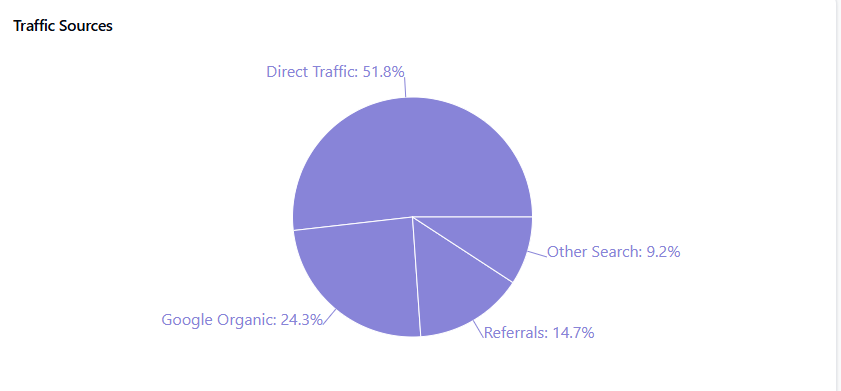 Traffic Sources
Direct Traffic: 51.8%
Other Search: 9.2%
Google Organic: 24.3%
Referrals: 14.7%